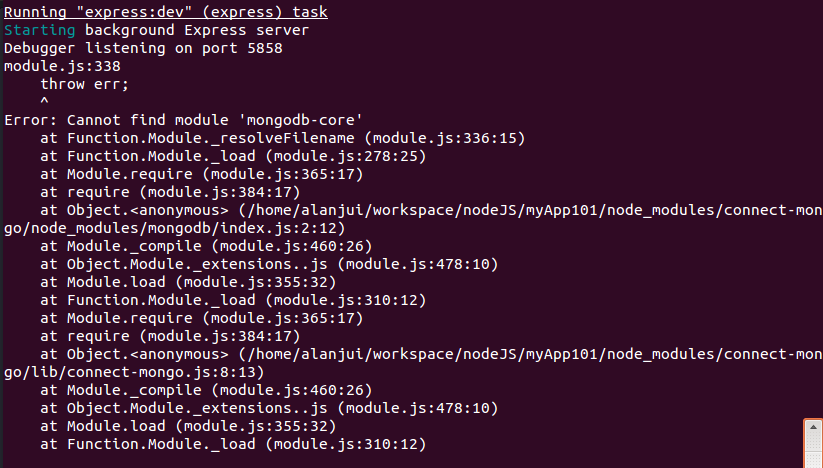 Running "express:dev" (express) task
Starting background Express server
Debugger listening on port 5858
module.js:338
    throw err;
    ^
Error: Cannot find module 'mongodb-core'
    at Function.Module._resolveFilename (module.js:336:15)
    at Function.Module._load (module.js:278:25)
    at Module.require (module.js:365:17)
    at require (module.js:384:17)
    at Object.<anonymous> (/home/alanjui/workspace/nodeJS/myApp101/node_modules/connect-mon
go/node_modules/mongodb/index.js:2:12)
    at Module._compile (module.js:460:26)
    at Object.Module._extensions..js (module.js:478:10)
    at Module.load (module.js:355:32)
    at Function.Module._load (module.js:310:12)
    at Module.require (module.js:365:17)
    at require (module.js:384:17)
    at Object.<anonymous> (/home/alanjui/workspace/nodeJS/myApp101/node_modules/connect-mon
go/lib/connect-mongo.js:8:13)
    at Module._compile (module.js:460:26)
    at Object.Module._extensions..js (module.js:478:10)
    at Module.load (module.js:355:32)
    at Function.Module._load (module.js:310:12)